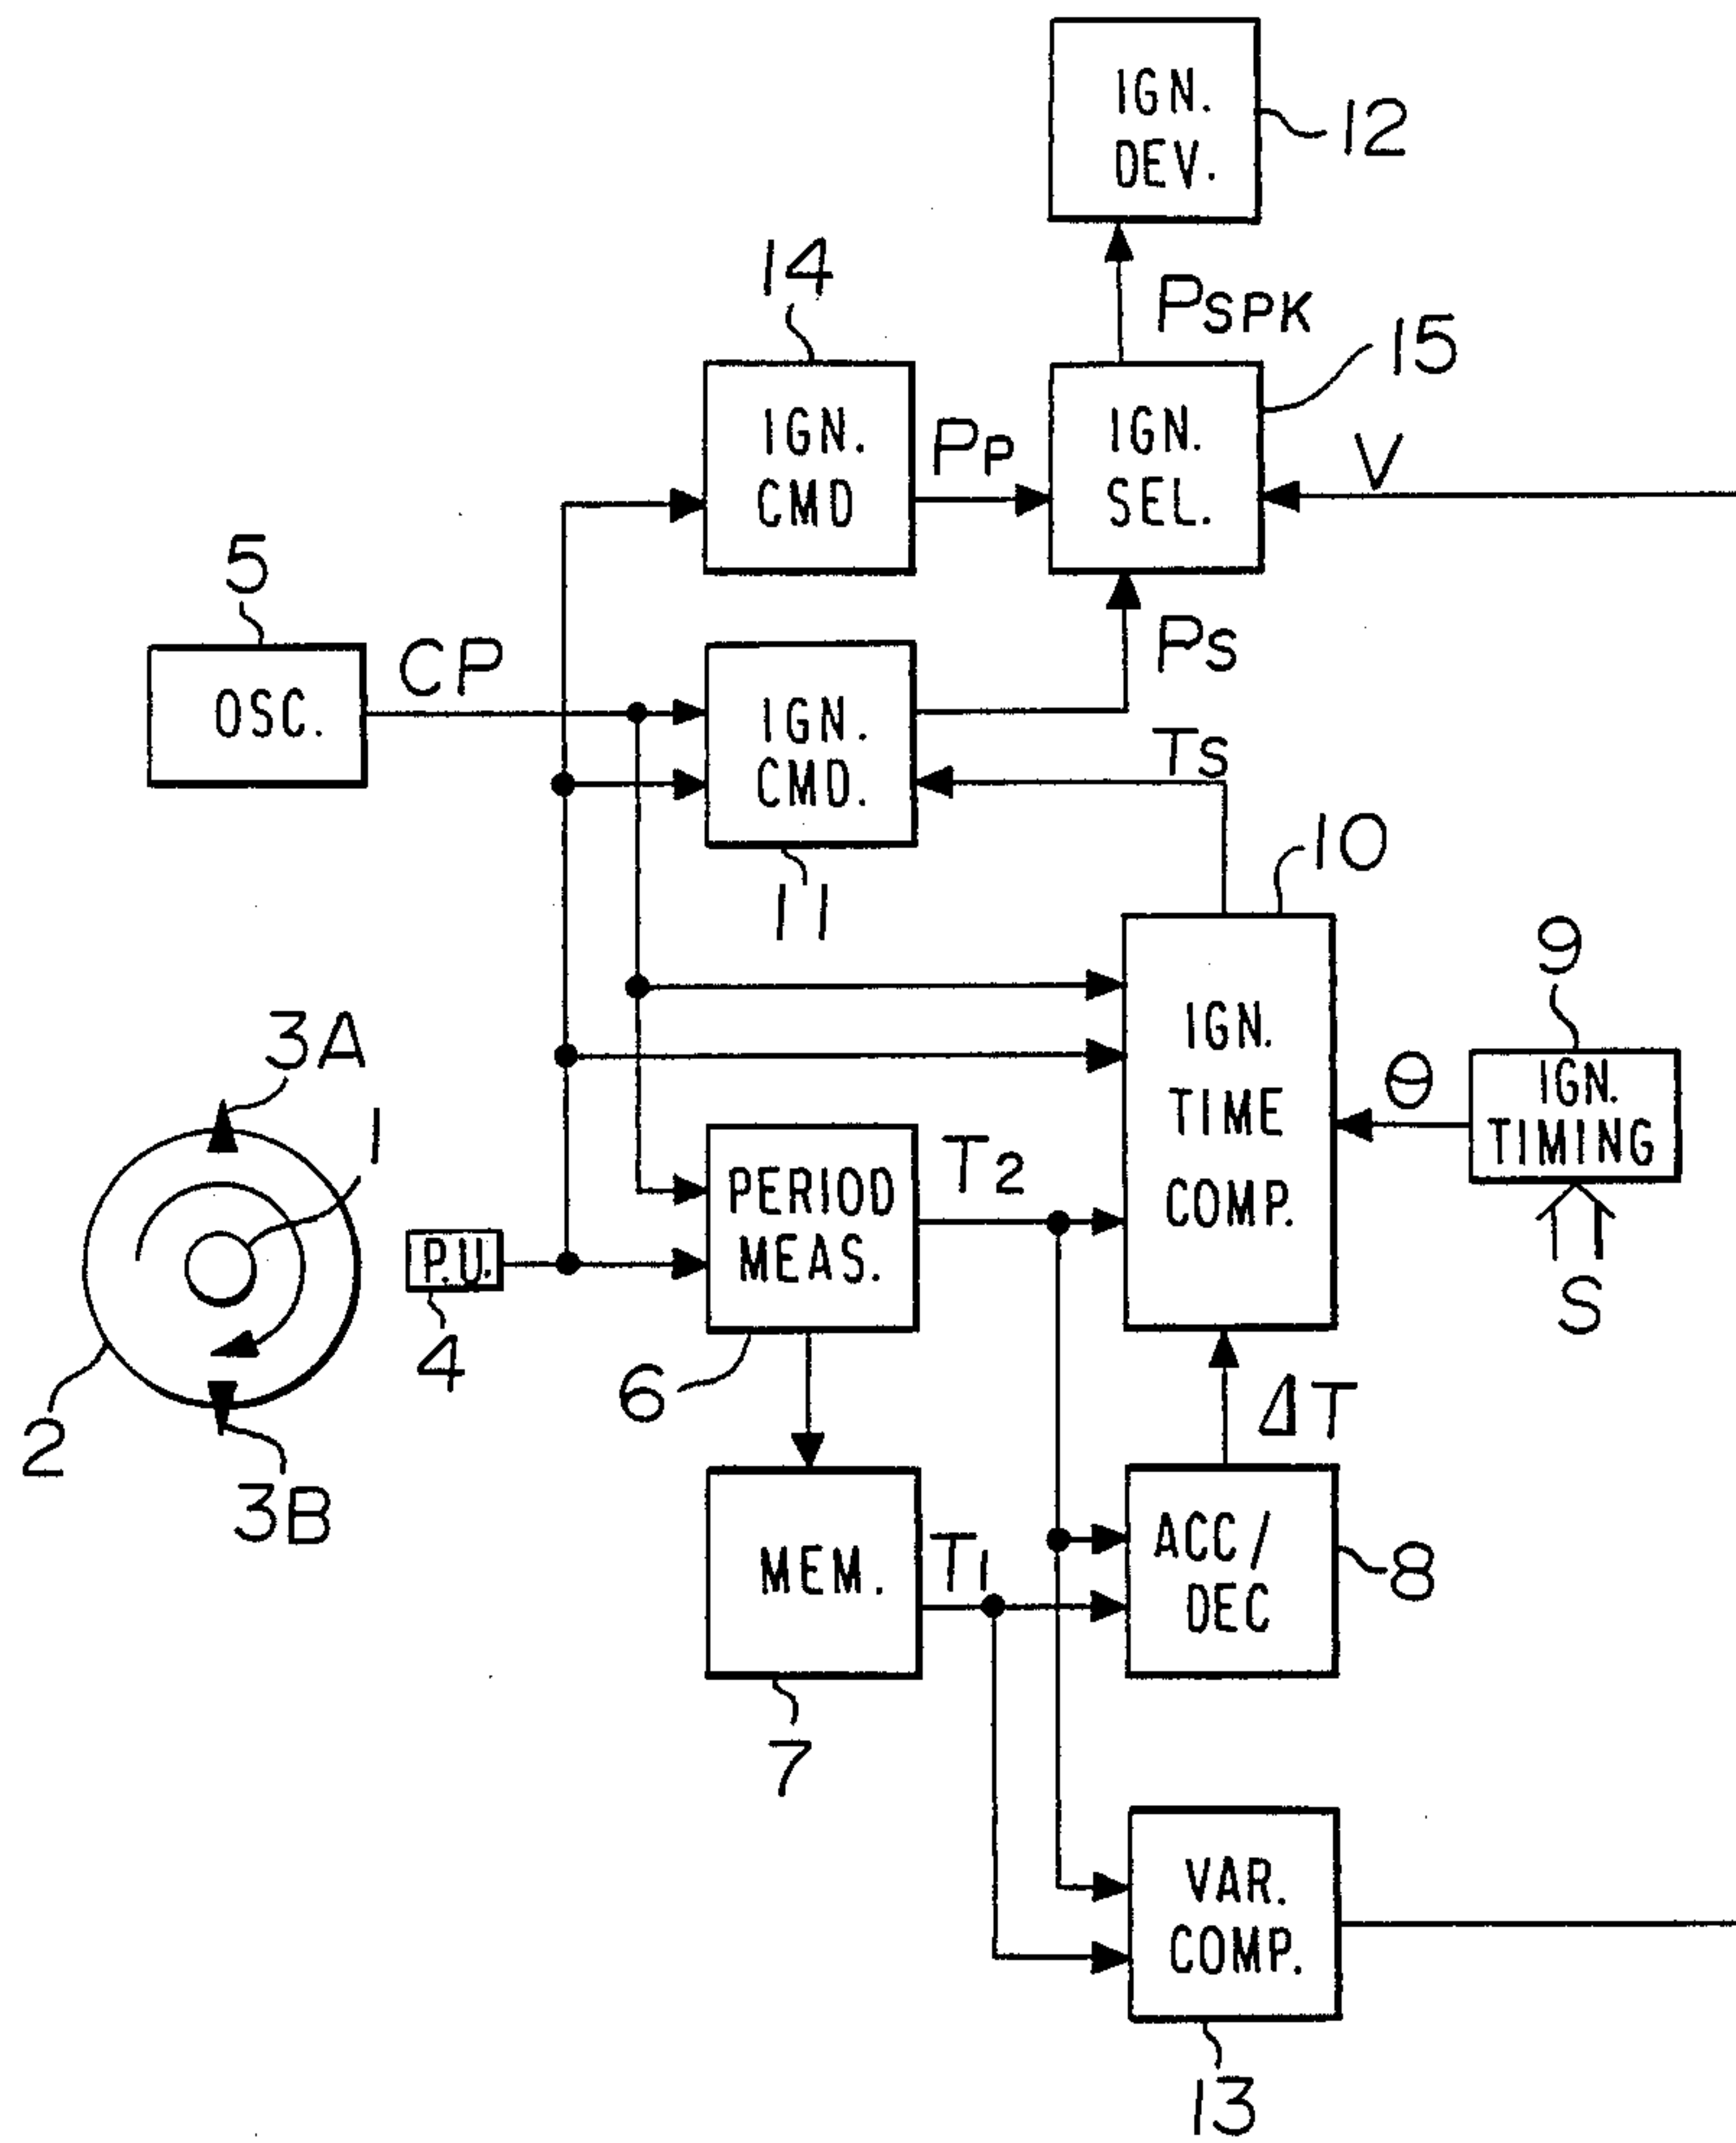 IGN.
DEV.
12
14
PSPK
15
IGN.
CMD
PP
IGN.
SEL.
V
5
OSC.
CP
PS
IGN.
CMD.
TS
11
10
9
3A
1
IGN.
TIME
COMP.
θ
IGN.
TIMING
S
P.U.
4
PERIOD
MEAS.
T2
6
2
3B
ΔT
MEM.
T1
ACC/
DEC
8
7
VAR.
COMP.
13